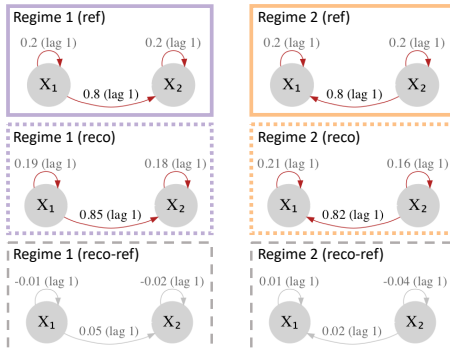 Regime 1 (ref)
0.2 (lag 1) 0.2 (lag 1)
X1 X2
0.8 (lag 1)
Regime 2 (ref)
0.2 (lag 1) 0.2 (lag 1)
X1 X2
0.8 (lag 1)
Regime 1 (reco)
0.19 (lag 1) 0.18 (lag 1)
X1 X2
0.85 (lag 1)
Regime 2 (reco)
0.21 (lag 1) 0.16 (lag 1)
X1 X2
0.82 (lag 1)
Regime 1 (reco-ref)
-0.01 (lag 1) -0.02 (lag 1)
X1 X2
0.05 (lag 1)
Regime 2 (reco-ref)
0.01 (lag 1) -0.04 (lag 1)
X1 X2
0.02 (lag 1)